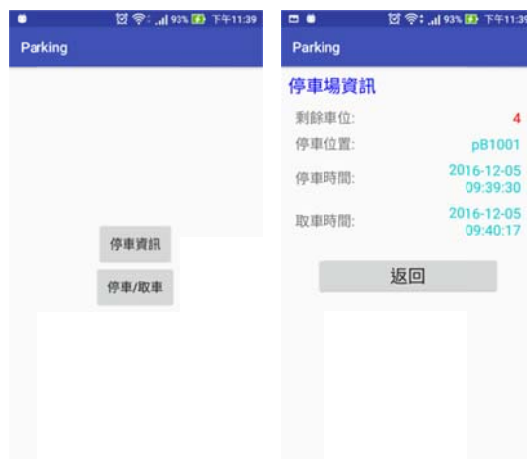 93% 下午11:39
Parking
停車資訊
停車/取車
93% 下午11:39
Parking
停車場資訊
剩餘車位: 4
停車位置: pB1001
停車時間: 2016-12-05
09:39:30
取車時間: 2016-12-05
09:40:17
返回